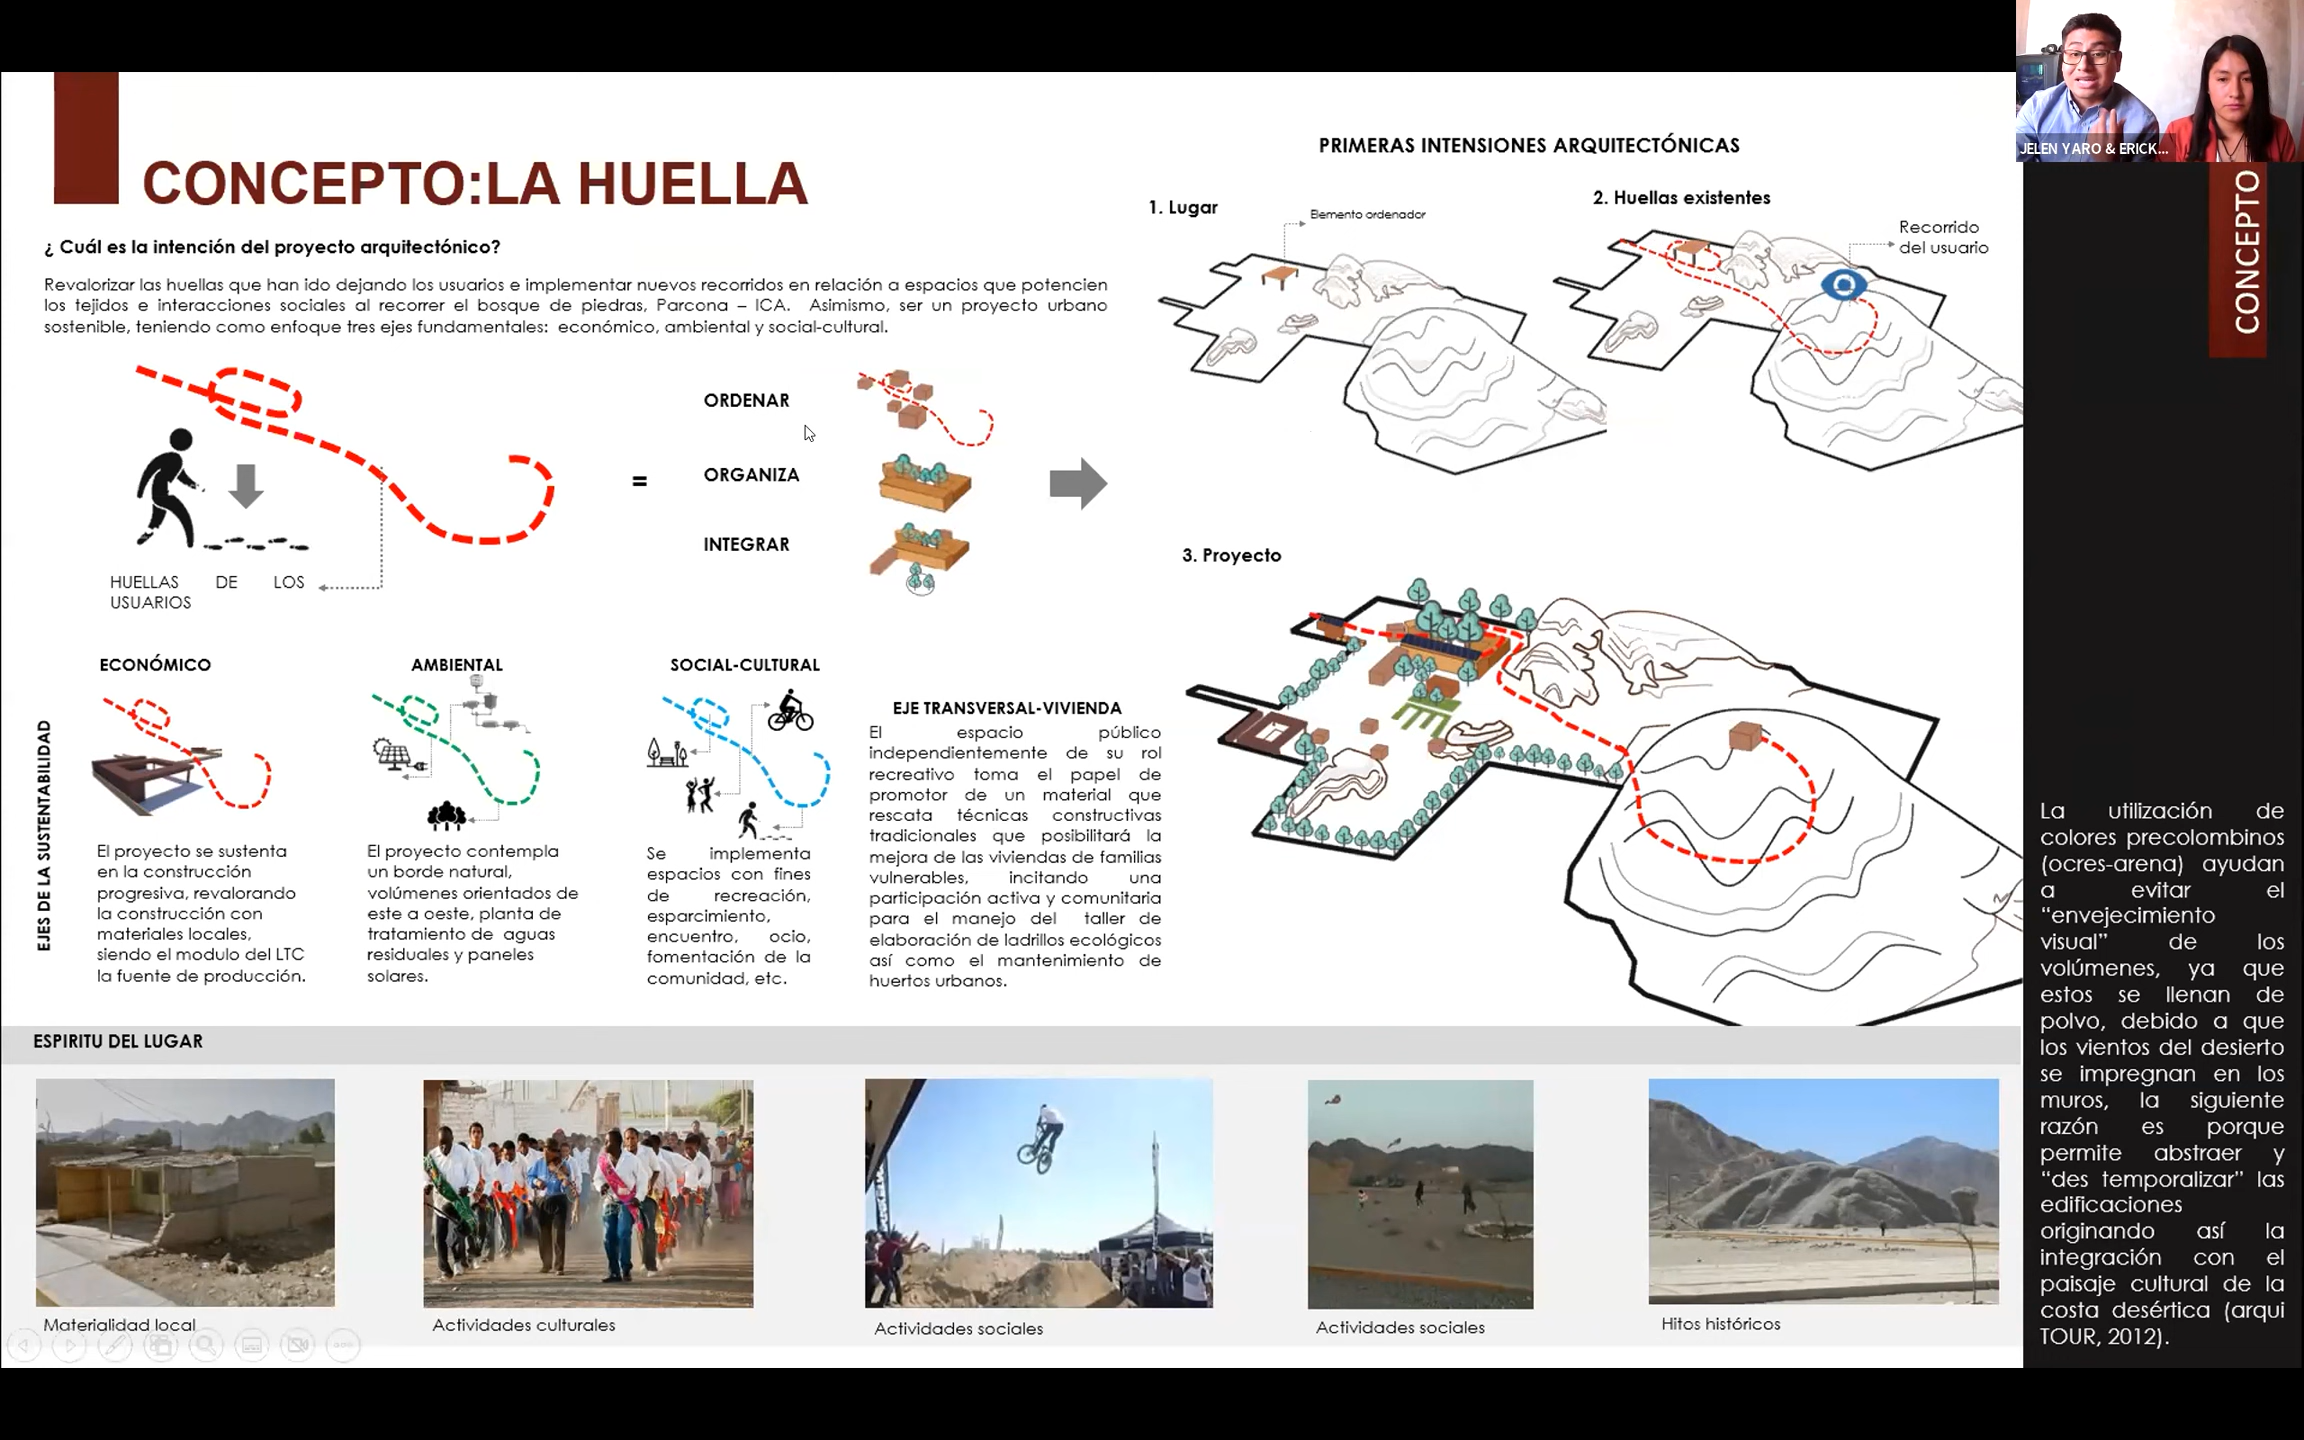 JELEN YARO & ERICK...
CONCEPTO:LA HUELLA
¿ Cuál es la intención del proyecto arquitectónico?
Revalorizar las huellas que han ido dejando los usuarios e implementar nuevos recorridos en relación a espacios que potencien
los tejidos e interacciones sociales al recorrer el bosque de piedras, Parcona – ICA. Asimismo, ser un proyecto urbano
sostenible, teniendo como enfoque tres ejes fundamentales: económico, ambiental y social-cultural.
HUELLAS DE LOS
USUARIOS
=
ORDENAR
ORGANIZA
INTEGRAR
PRIMERAS INTENSIONES ARQUITECTÓNICAS
1. Lugar
Elemento ordenador
2. Huellas existentes
Recorrido
del usuario
3. Proyecto
EJES DE LA SUSTENTABILIDAD
ECONÓMICO
El proyecto se sustenta
en la construcción
progresiva, revalorando
la construcción con
materiales locales,
siendo el modulo del LTC
la fuente de producción.
AMBIENTAL
El proyecto contempla
un borde natural,
volúmenes orientados de
este a oeste, planta de
tratamiento de aguas
residuales y paneles
solares.
SOCIAL-CULTURAL
Se implementa
espacios con fines
de recreación,
esparcimiento,
encuentro, ocio,
fomentación de la
comunidad, etc.
EJE TRANSVERSAL-VIVIENDA
El espacio público
independientemente de su rol
recreativo toma el papel de
promotor de un material que
rescata técnicas constructivas
tradicionales que posibilitará la
mejora de las viviendas de familias
vulnerables, incitando una
participación activa y comunitaria
para el manejo del taller de
elaboración de ladrillos ecológicos
así como el mantenimiento de
huertos urbanos.
ESPIRITU DEL LUGAR
Materialidad local
Actividades culturales
Actividades sociales
Actividades sociales
Hitos históricos
CONCEPTO
La utilización de
colores precolombinos
(ocres-arena) ayudan
a evitar el
“envejecimiento
visual” de los
volúmenes, ya que
estos se llenan de
polvo, debido a que
los vientos del desierto
se impregnan en los
muros, la siguiente
razón es porque
permite abstraer y
“des temporalizar” las
edificaciones
originando así la
integración con el
paisaje cultural de la
costa desértica (arqui
TOUR, 2012).